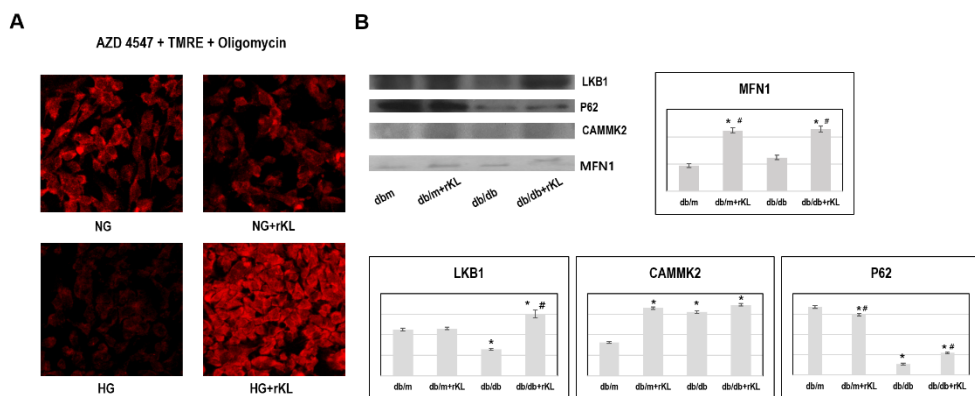 A
AZD 4547 + TMRE + Oligomycin
NG
NG+rKL
HG
HG+rKL
B
LKB1
P62
CAMMK2
MFN1
dbm
db/m+rKL
db/db
db/db+rKL
MFN1
* #
* #
db/m
db/m+rKL
db/db
db/db+rKL
LKB1
*
* #
db/m
db/m+rKL
db/db
db/db+rKL
CAMMK2
*
*
*
db/m
db/m+rKL
db/db
db/db+rKL
P62
*#
*
*#
db/m
db/m+rKL
db/db
db/db+rKL